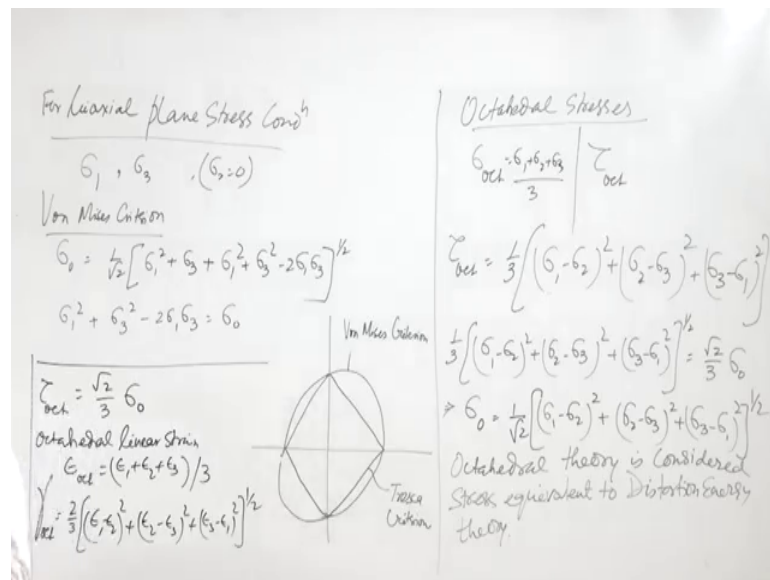 For biaxial plane stress Condⁿ
σ₁ , σ₃ , (σ₂=0)
Von Mises Criterion
σ₀ = 1/√2 [σ₁² + σ₃ + σ₁² + σ₃² - 2σ₁σ₃]^1/2
σ₁² + σ₃² - 2σ₁σ₃ = σ₀
τoct = √2/3 σ₀
octahedral linear strain
ϵoct = (ϵ₁+ϵ₂+ϵ₃)/3
γoct = 2/3 [(ϵ₁-ϵ₂)² + (ϵ₂-ϵ₃)² + (ϵ₃-ϵ₁)²]^1/2
Von Mises Criterion
Tresca
Criterion
Octahedral Stresses
σoct = σ₁+σ₂+σ₃/3 | τoct
τoct = 1/3 [(σ₁-σ₂)² + (σ₂-σ₃)² + (σ₃-σ₁)²]
1/3 [(σ₁-σ₂)² + (σ₂-σ₃)² + (σ₃-σ₁)²]^1/2 = √2/3 σ₀
⇒ σ₀ = 1/√2 [(σ₁-σ₂)² + (σ₂-σ₃)² + (σ₃-σ₁)²]^1/2
Octahedral theory is Considered
Stress equivalent to Distortion Energy
theory.